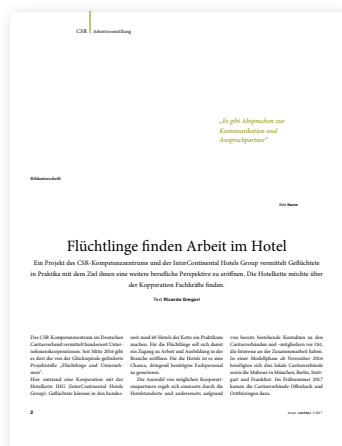 CSR Arbeitsvermittlung
„Es gibt Absprachen zur
Kommunikation und
Ansprechpartner“
Bildunterschrift
Bild Name
Flüchtlinge finden Arbeit im Hotel
Ein Projekt des CSR-Kompetenzzentrums und der InterContinental Hotels Group vermittelt Geflüchtete
in Praktika mit dem Ziel ihnen eine weitere berufliche Perspektive zu eröffnen. Die Hotelkette möchte über
der Kopperation Fachkräfte finden.
Text Ricarda Gregori
Das CSR-Kompetenzzentrum im Deutschen
Caritasverband vermittelt bundesweit Unter-
nehmenskooperationen. Seit Mitte 2016 gibt
es dort die von der Glücksspirale geförderte
Projektstelle „Flüchtlinge und Unterneh-
men“.
Hier entstand eine Kooperation mit der
Hotelkette IHG (InterContinental Hotels
Group). Geflüchtete können in den bundes-
weit rund 60 Hotels der Kette ein Praktikum
machen. Für die Flüchtlinge soll sich damit
ein Zugang zu Arbeit und Ausbildung in der
Branche eröffnen. Für die Hotels ist es eine
Chance, dringend benötigtes Fachpersonal
zu generieren.
Die Auswahl von möglichen Kooperati-
onspartnern ergab sich einerseits durch die
Hotelstandorte und andererseits aufgrund
von bereits bestehenden Kontakten zu den
Caritasverbänden und -mitgliedern vor Ort,
die Interesse an der Zusammenarbeit haben.
In einer Modellphase ab November 2016
beteiligten sich drei lokale Caritasverbände
sowie die Malteser in München, Berlin, Stutt-
gart und Frankfurt. Im Frühsommer 2017
kamen die Caritasverbände Offenbach und
Ostthüringen dazu.
2
neue caritas 1/2017